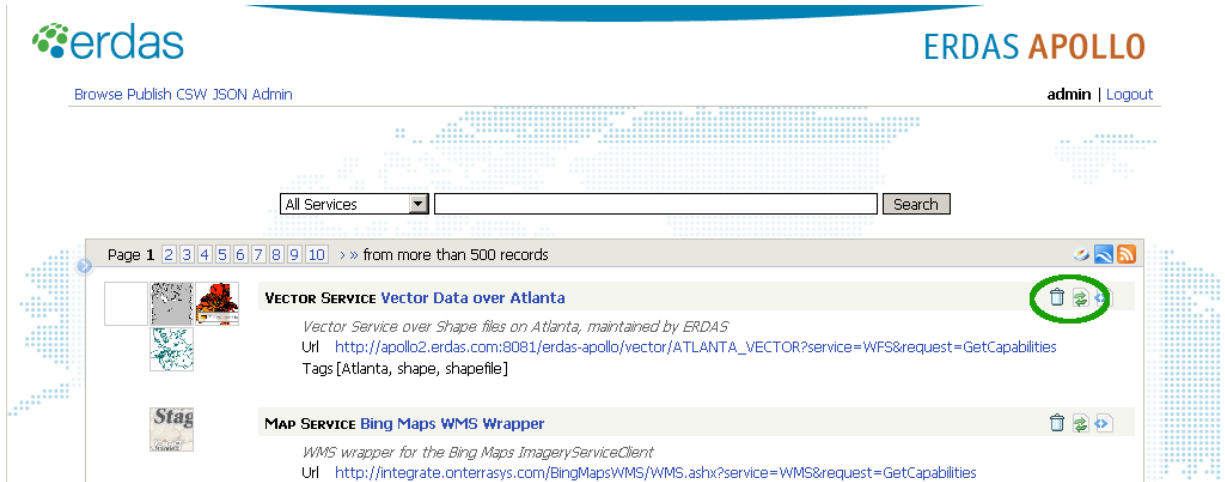 erdas
ERDAS APOLLO
Browse Publish CSW JSON Admin
admin | Logout
All Services
Search
Page 1 2 3 4 5 6 7 8 9 10 > » from more than 500 records
VECTOR SERVICE Vector Data over Atlanta
Vector Service over Shape files on Atlanta, maintained by ERDAS
Url http://apollo2.erdas.com:8081/erdas-apollo/vector/ATLANTA_VECTOR?service=WFS&request=GetCapabilities
Tags [Atlanta, shape, shapefile]
Stag
MAP SERVICE Bing Maps WMS Wrapper
WMS wrapper for the Bing Maps ImageryServiceClient
Url http://integrate.onterrasys.com/BingMapsWMS/WMS.ashx?service=WMS&request=GetCapabilities